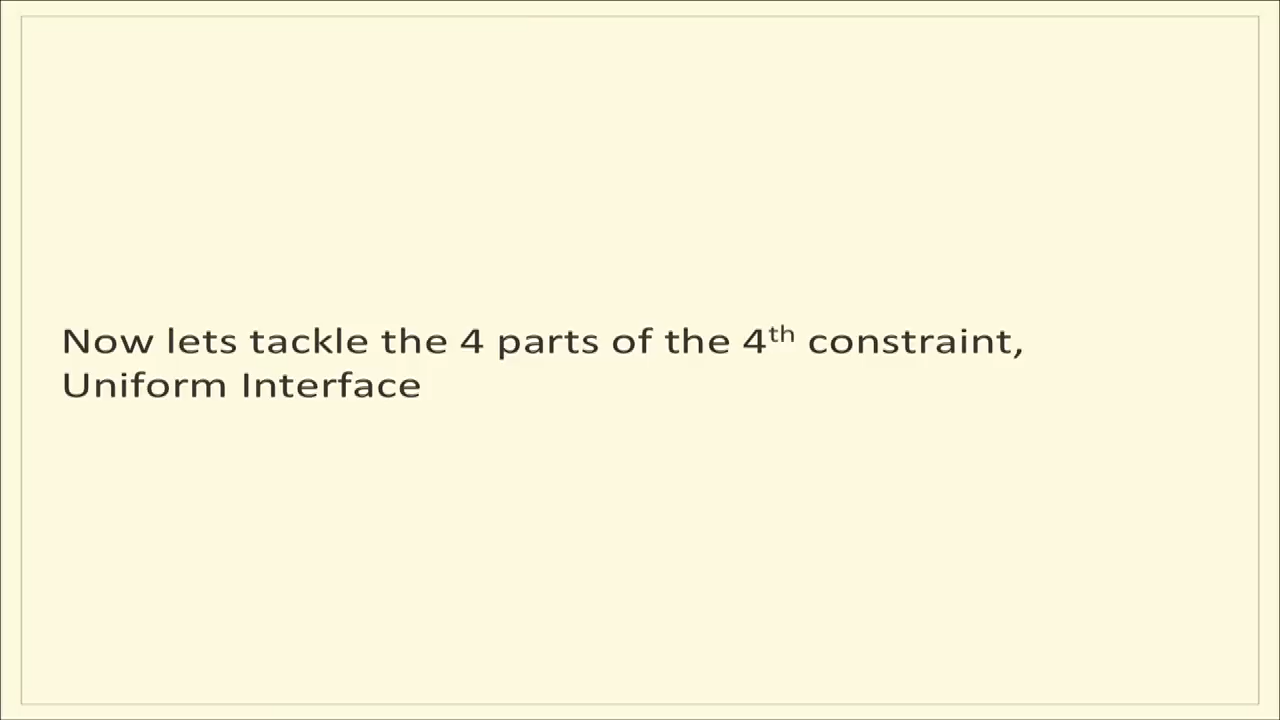 Now lets tackle the 4 parts of the 4th constraint,
Uniform Interface